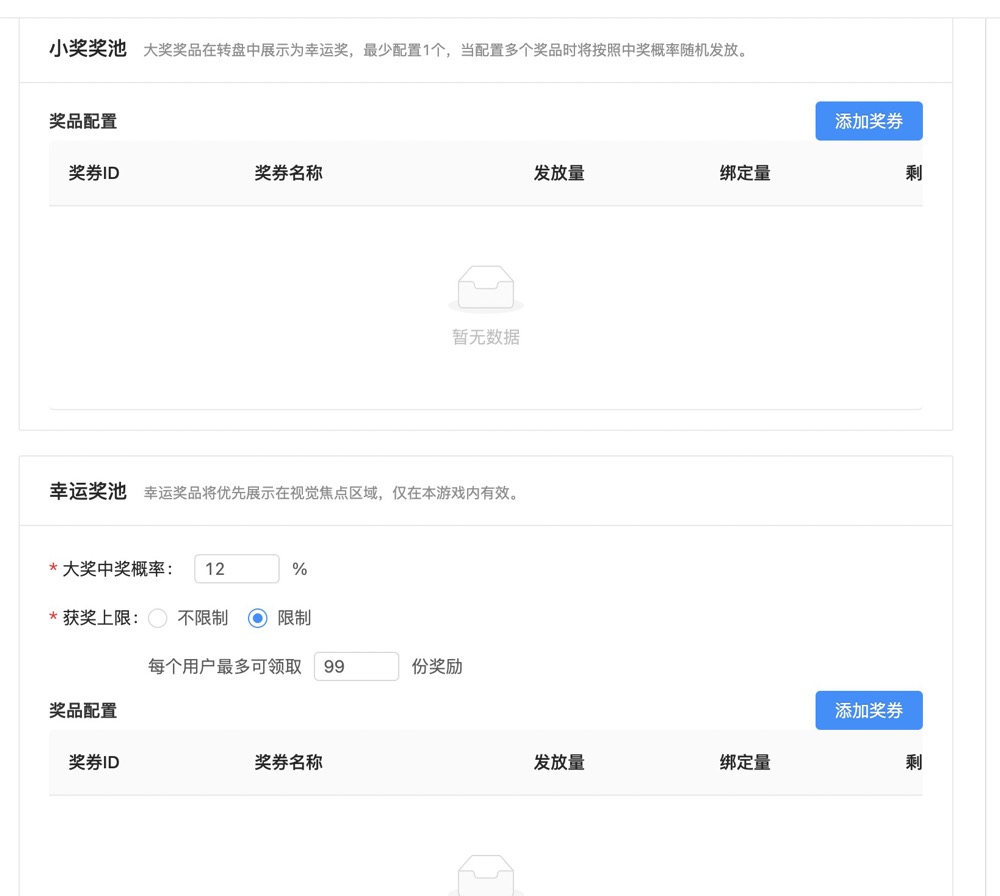 小奖奖池 大奖奖品在转盘中展示为幸运奖，最少配置1个，当配置多个奖品时将按照中奖概率随机发放。
奖品配置 添加奖券
奖券ID 奖券名称 发放量 绑定量 剩
暂无数据
幸运奖池 幸运奖品将优先展示在视觉焦点区域，仅在本游戏内有效。
* 大奖中奖概率： 12 %
* 获奖上限： 不限制 限制
每个用户最多可领取 99 份奖励
奖品配置 添加奖券
奖券ID 奖券名称 发放量 绑定量 剩